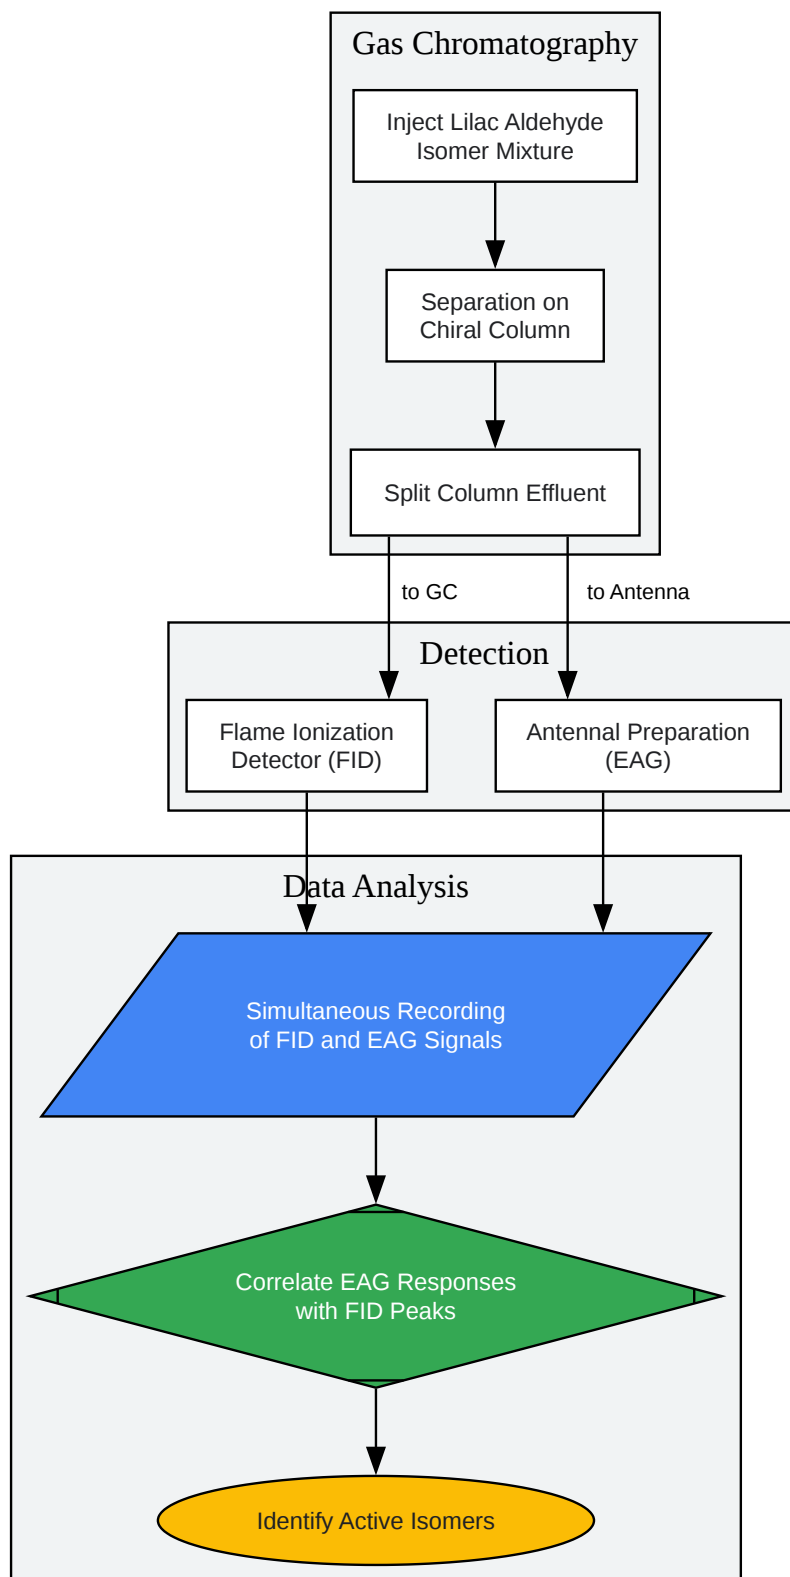 Gas Chromatography
Inject Lilac Aldehyde
Isomer Mixture
Separation on
Chiral Column
Split Column Effluent
to GC
to Antenna
Detection
Flame Ionization
Detector (FID)
Antennal Preparation
(EAG)
Data Analysis
Simultaneous Recording
of FID and EAG Signals
Correlate EAG Responses
with FID Peaks
Identify Active Isomers